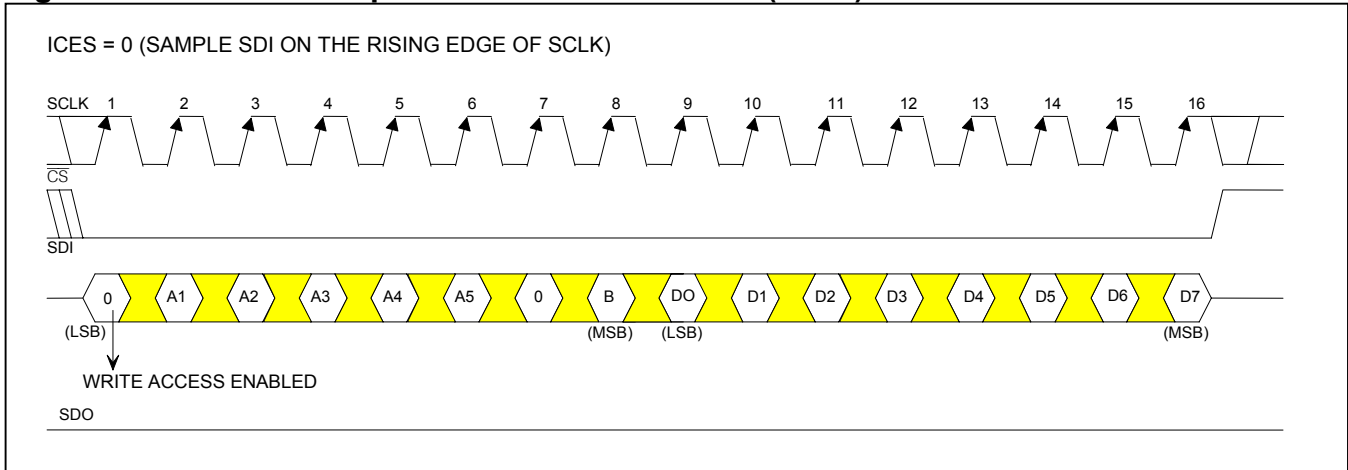 ICES = 0 (SAMPLE SDI ON THE RISING EDGE OF SCLK)
SCLK 1 2 3 4 5 6 7 8 9 10 11 12 13 14 15 16
CS
SDI
0 A1 A2 A3 A4 A5 0 B DO D1 D2 D3 D4 D5 D6 D7
(LSB) (MSB) (LSB) (MSB)
WRITE ACCESS ENABLED
SDO